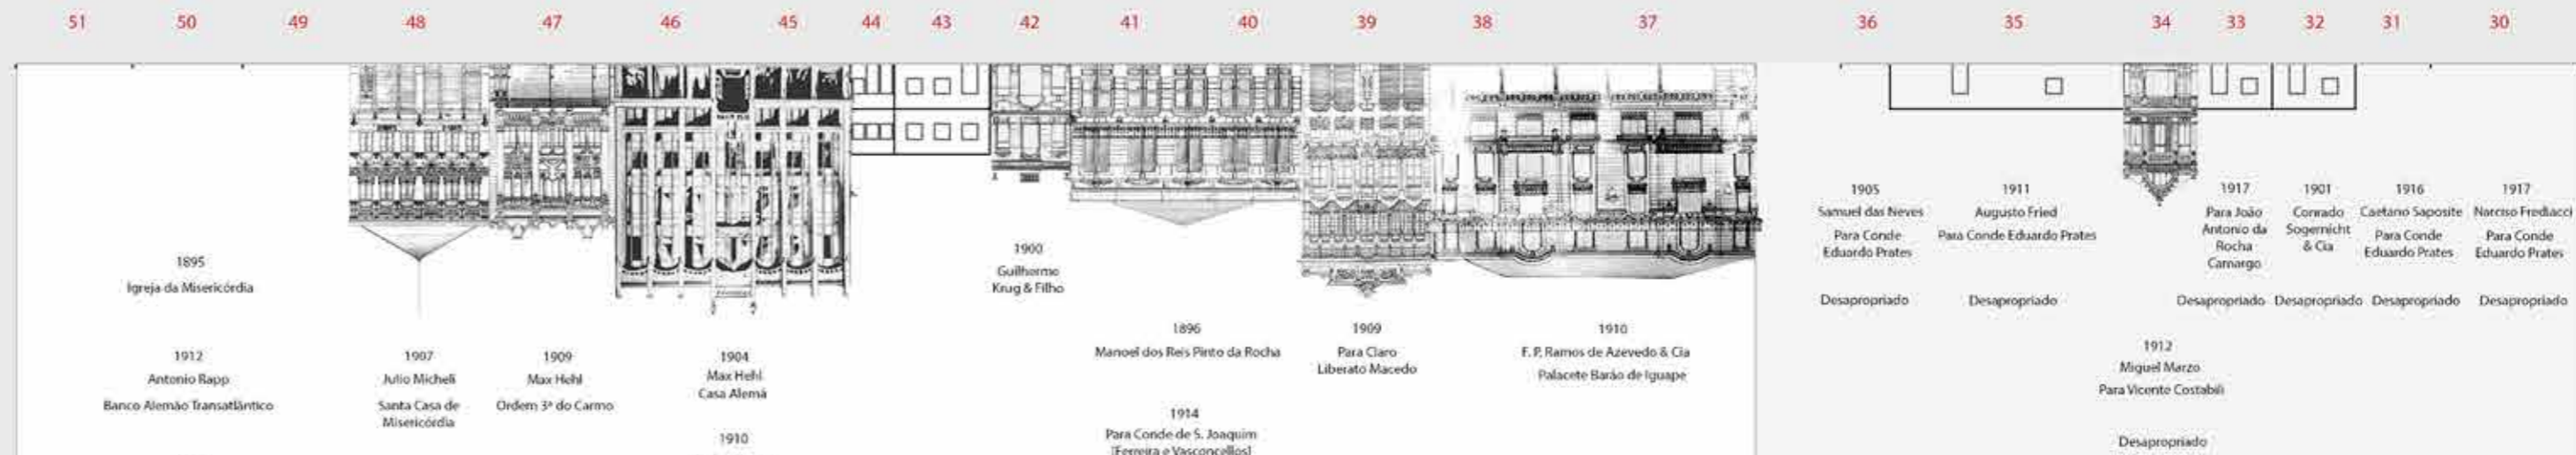 51 50 49 48 47 46 45 44 43 42 41 40 39 38 37 36 35 34 33 32 31 30
1895
Igreja da Misericórdia
1912
Antonio Rapp
Banco Alemão Transatlântico
1907
Julio Micheli
Santa Casa de
Misericórdia
1909
Max Hehl
Ordem 3ª do Carmo
1904
Max Hehl
Casa Alemã
1910
1900
Guilherme
Krug & Filho
1896
Manoel dos Reis Pinto da Rocha
1914
Para Conde de S. Joaquim
[Ferreira e Vasconcellos]
1909
Para Claro
Liberato Macedo
1910
F. P. Ramos de Azevedo & Cia
Palacete Barão de Iguape
1905
Samuel das Neves
Para Conde
Eduardo Prates
Desapropriado
1911
Augusto Fried
Para Conde Eduardo Prates
Desapropriado
1912
Miguel Marzo
Para Vicente Costabili
Desapropriado
1917
Para João
Antonio da
Rocha
Camargo
Desapropriado
1901
Conrado
Sogernicht
& Cia
Desapropriado
1916
Caetano Saposite
Para Conde
Eduardo Prates
Desapropriado
1917
Narciso Frediacci
Para Conde
Eduardo Prates
Desapropriado